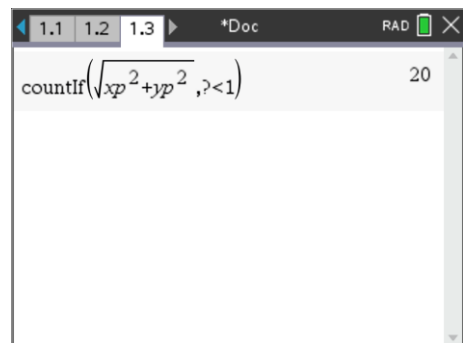 1.1 1.2 1.3 *Doc RAD
countIf(√xp²+yp² ,?<1) 20